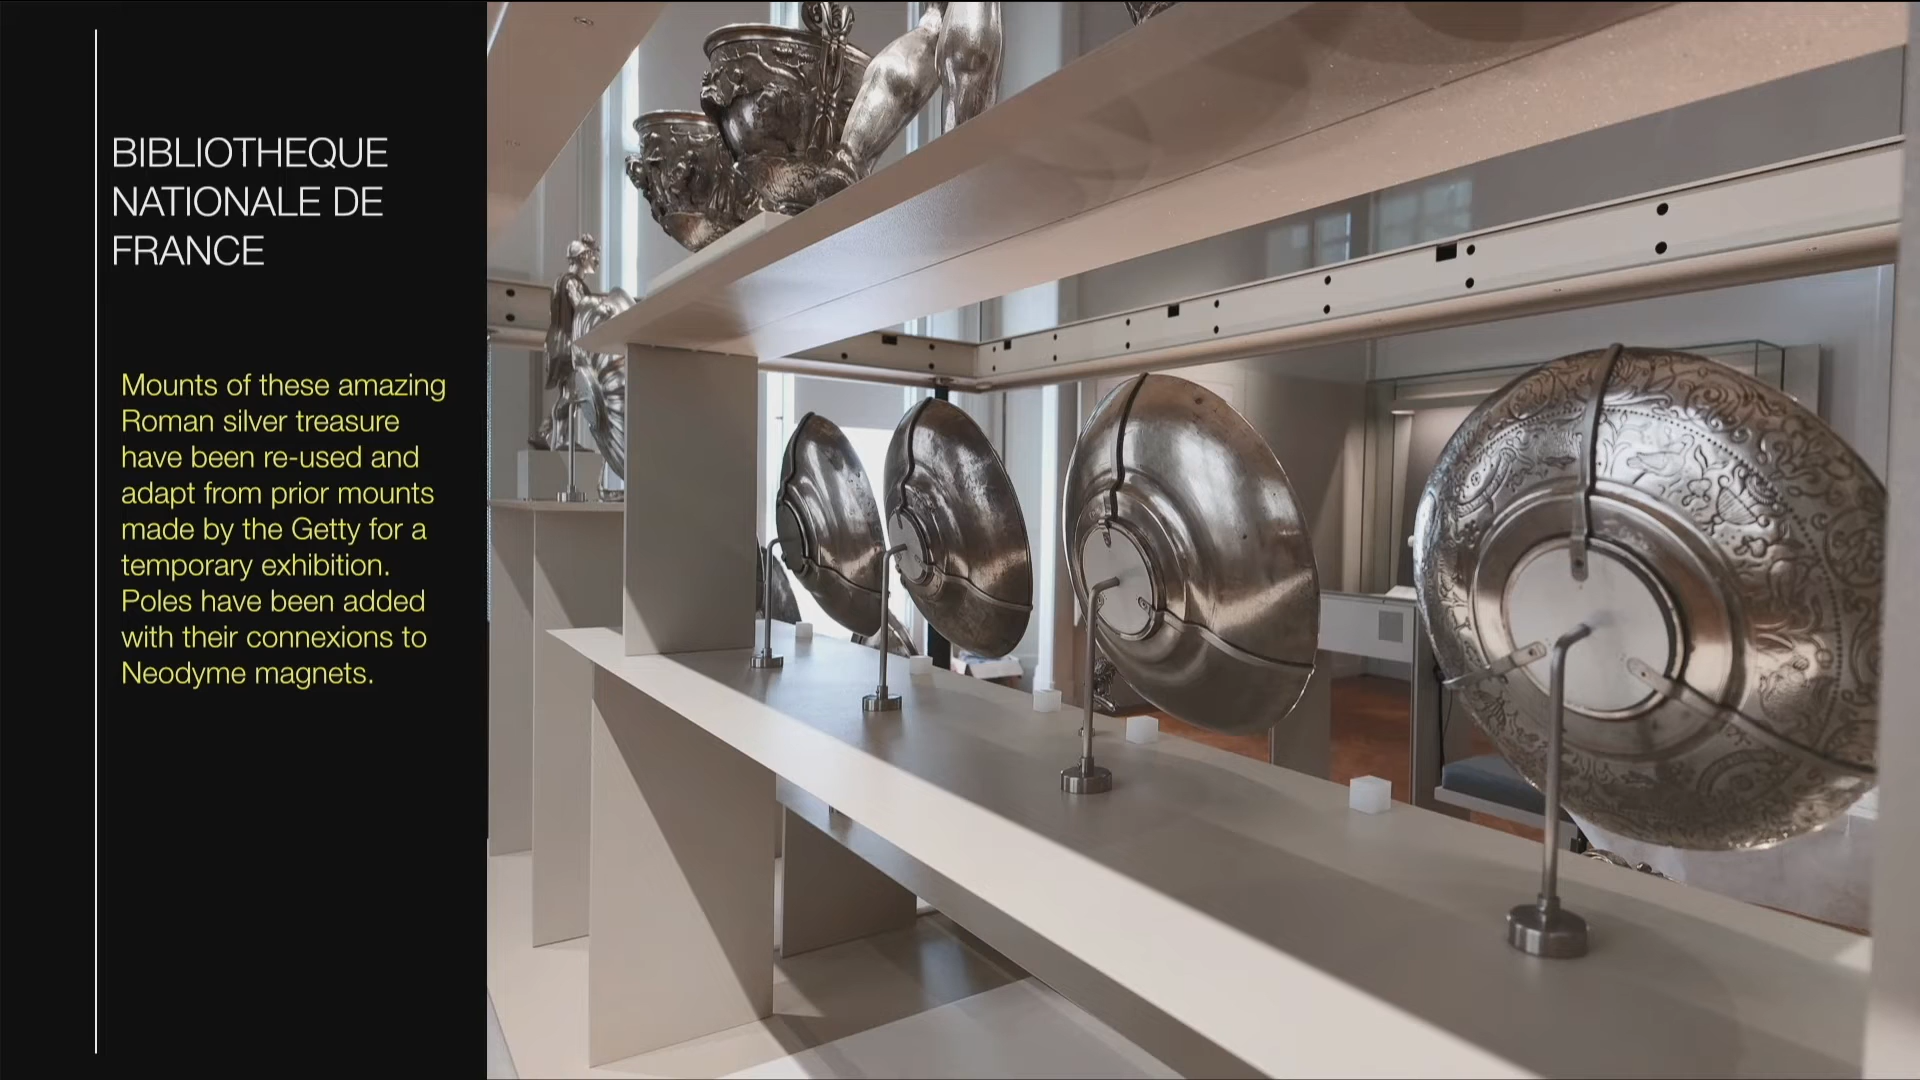 BIBLIOTHEQUE
NATIONALE DE
FRANCE
Mounts of these amazing
Roman silver treasure
have been re-used and
adapt from prior mounts
made by the Getty for a
temporary exhibition.
Poles have been added
with their connexions to
Neodyme magnets.